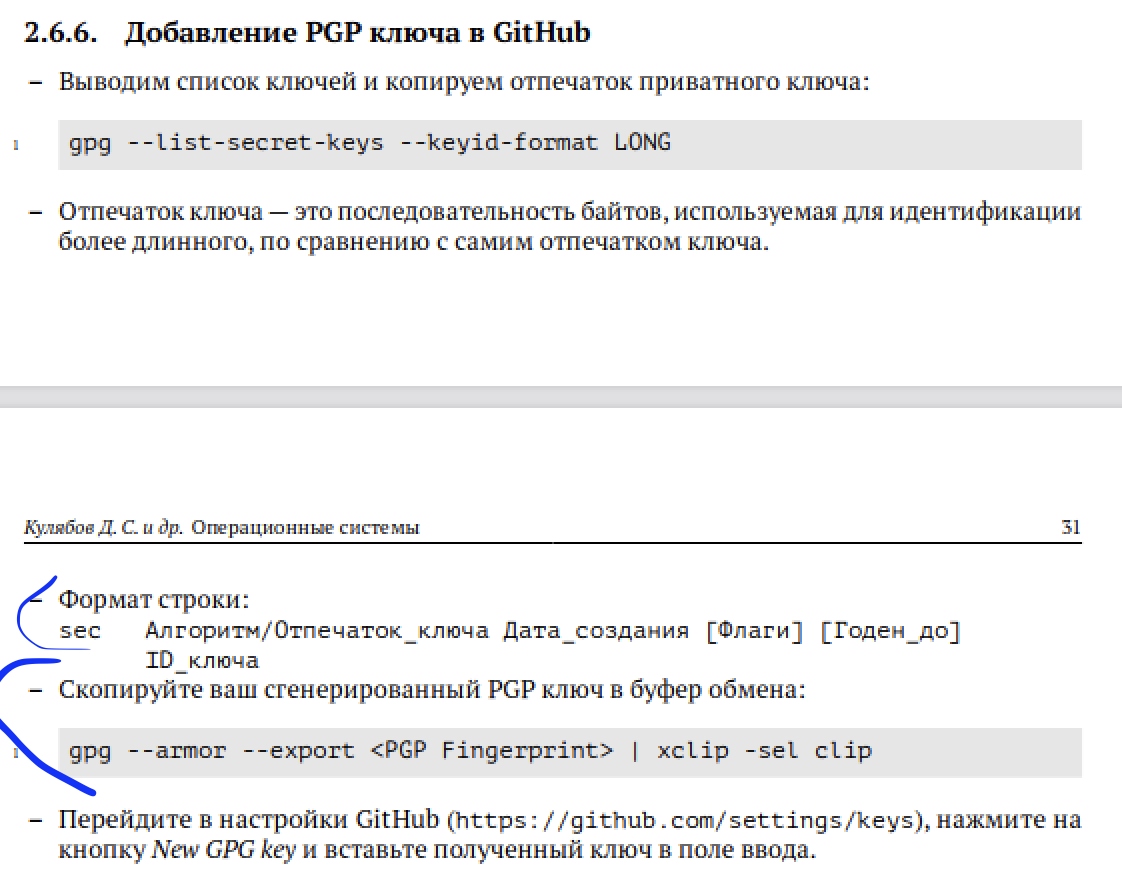 2.6.6. Добавление PGP ключа в GitHub
– Выводим список ключей и копируем отпечаток приватного ключа:
1 gpg --list-secret-keys --keyid-format LONG
– Отпечаток ключа — это последовательность байтов, используемая для идентификации
более длинного, по сравнению с самим отпечатком ключа.
Кулябов Д. С. и др. Операционные системы 31
– Формат строки:
sec Алгоритм/Отпечаток_ключа Дата_создания [Флаги] [Годен_до]
ID_ключа
– Скопируйте ваш сгенерированный PGP ключ в буфер обмена:
1 gpg --armor --export <PGP Fingerprint> | xclip -sel clip
– Перейдите в настройки GitHub (https://github.com/settings/keys), нажмите на
кнопку New GPG key и вставьте полученный ключ в поле ввода.